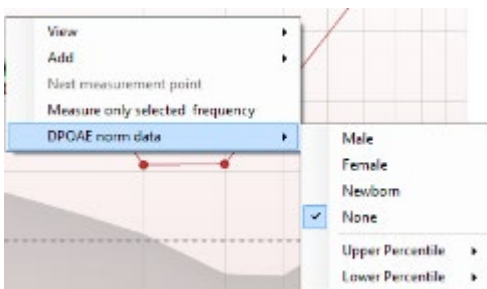 View
Add
Next measurement point
Measure only selected frequency
DPOAE norm data
Male
Female
Newborn
None
Upper Percentile
Lower Percentile